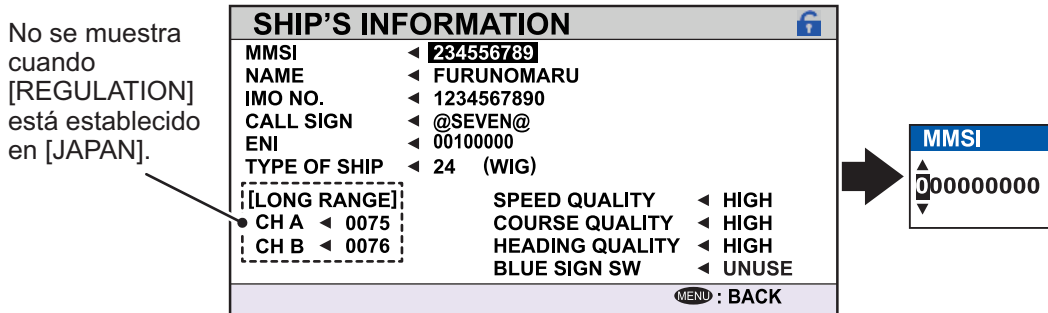 No se muestra
cuando
[REGULATION]
está establecido
en [JAPAN].
SHIP'S INFORMATION
MMSI ◄ 234556789
NAME ◄ FURUNOMARU
IMO NO. ◄ 1234567890
CALL SIGN ◄ @SEVEN@
ENI ◄ 00100000
TYPE OF SHIP ◄ 24 (WIG)
[LONG RANGE]
CH A ◄ 0075
CH B ◄ 0076
SPEED QUALITY ◄ HIGH
COURSE QUALITY ◄ HIGH
HEADING QUALITY ◄ HIGH
BLUE SIGN SW ◄ UNUSE
MENU : BACK
MMSI
000000000